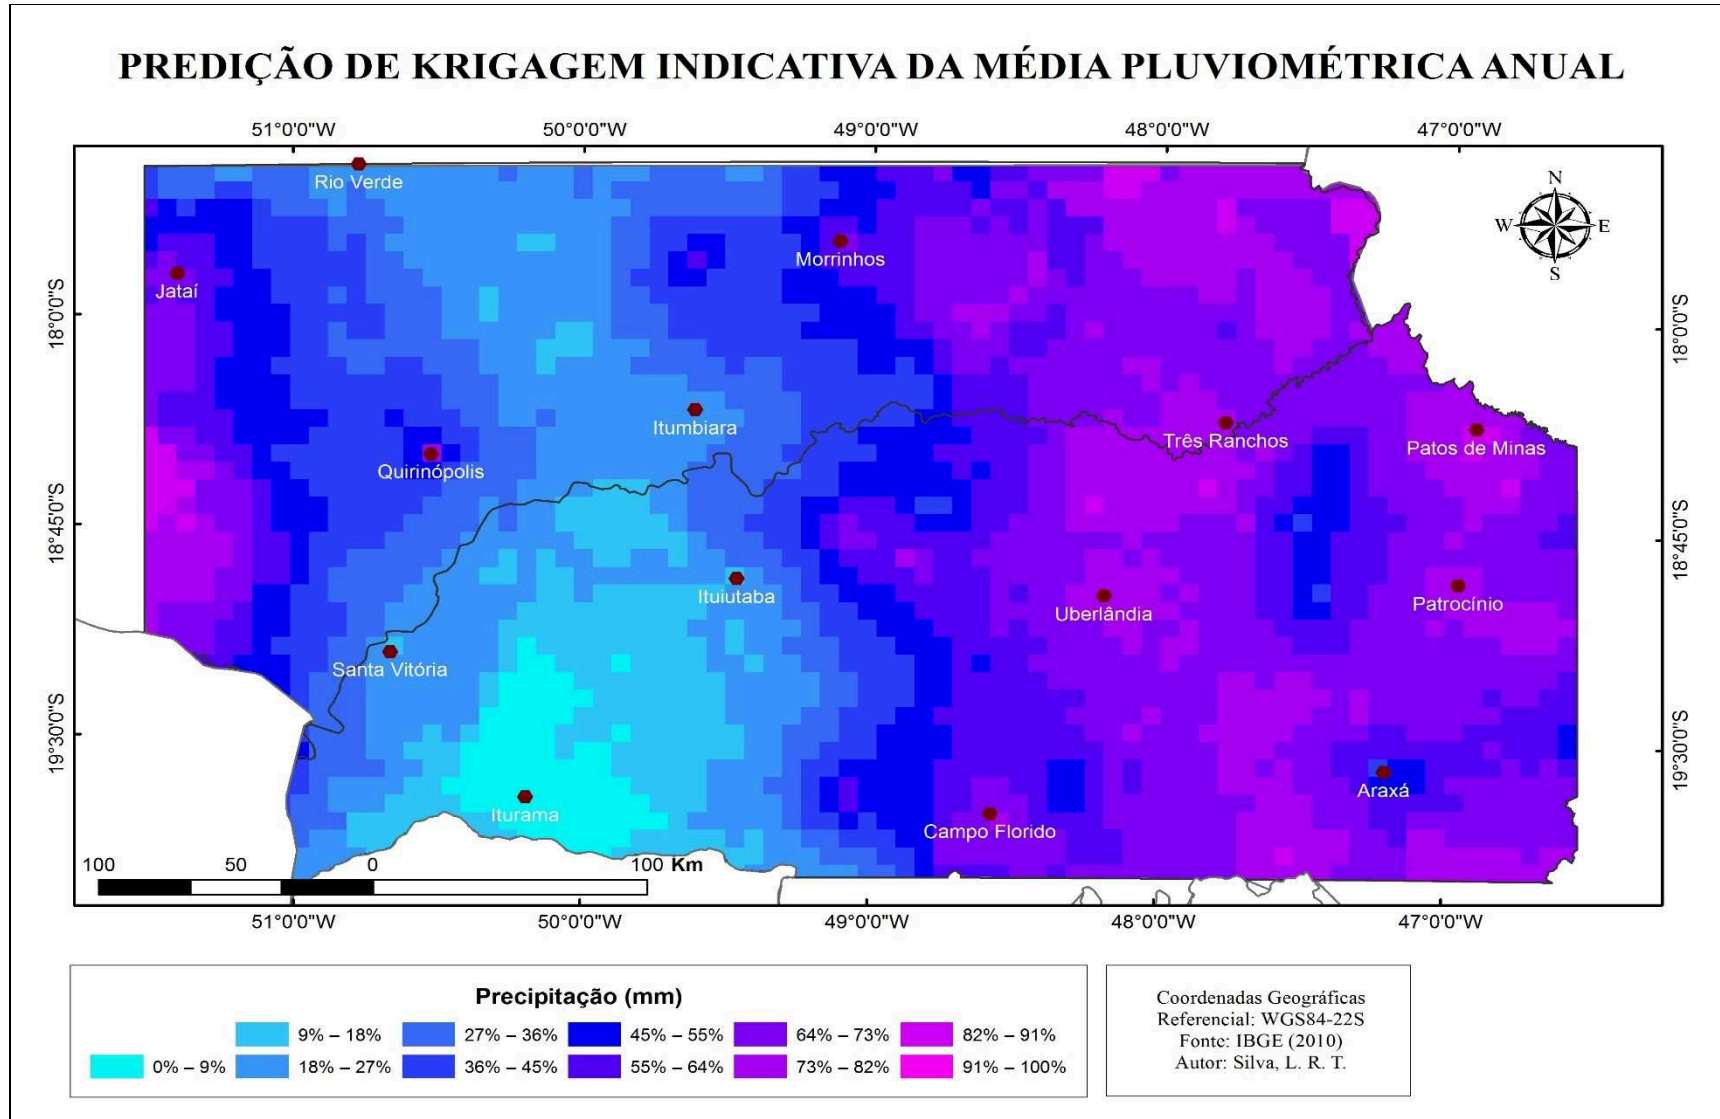 PREDIÇÃO DE KRIGAGEM INDICATIVA DA MÉDIA PLUVIOMÉTRICA ANUAL
51°0'0"W 50°0'0"W 49°0'0"W 48°0'0"W 47°0'0"W
N
W E
S
Rio Verde
Morrinhos
Jataí
18°0'0"S 18°0'0"S
Itumbiara
Três Ranchos
Patos de Minas
Quirinópolis
18°45'0"S 18°45'0"S
Ituiutaba
Uberlândia
Patrocínio
Santa Vitória
19°30'0"S 19°30'0"S
Araxá
Iturama
Campo Florido
100 50 0 100 Km
51°0'0"W 50°0'0"W 49°0'0"W 48°0'0"W 47°0'0"W
Precipitação (mm)
9% – 18% 27% – 36% 45% – 55% 64% – 73% 82% – 91%
0% – 9% 18% – 27% 36% – 45% 55% – 64% 73% – 82% 91% – 100%
Coordenadas Geográficas
Referencial: WGS84-22S
Fonte: IBGE (2010)
Autor: Silva, L. R. T.